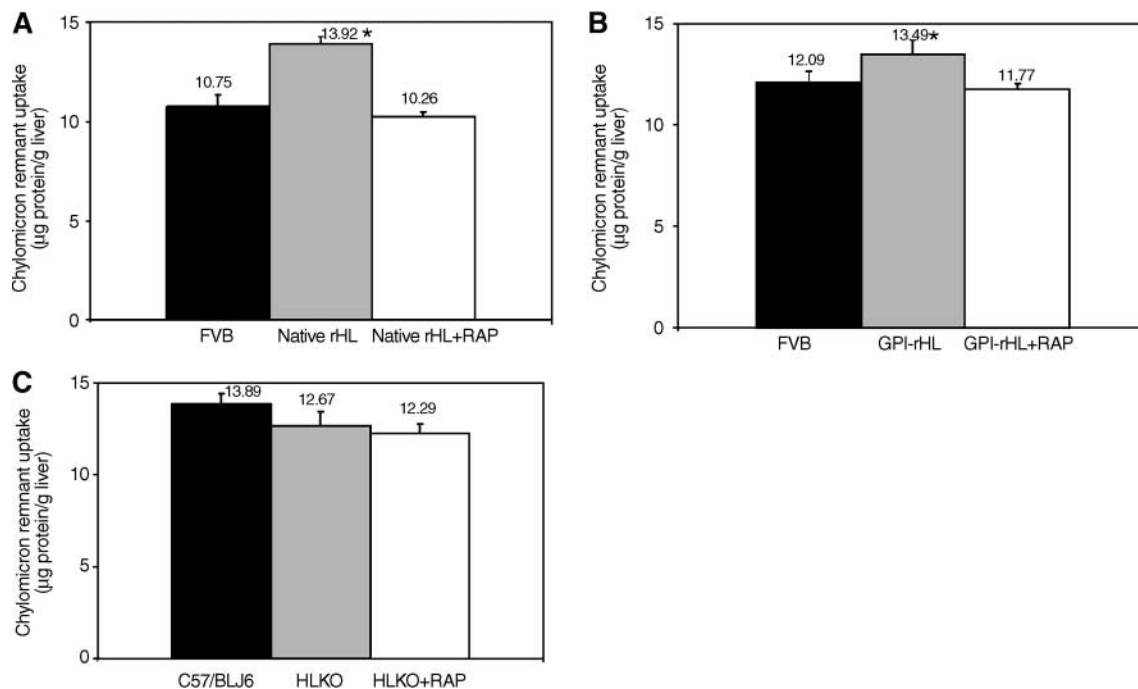 A
Chylomicron remnant uptake
(µg protein/g liver)
15
10
5
0
10.75
13.92 *
10.26
FVB Native rHL Native rHL+RAP
B
Chylomicron remnant uptake
(µg protein/g liver)
15
10
5
0
12.09
13.49*
11.77
FVB GPI-rHL GPI-rHL+RAP
C
Chylomicron remnant uptake
(µg protein/g liver)
15
10
5
0
13.89
12.67
12.29
C57/BLJ6 HLKO HLKO+RAP